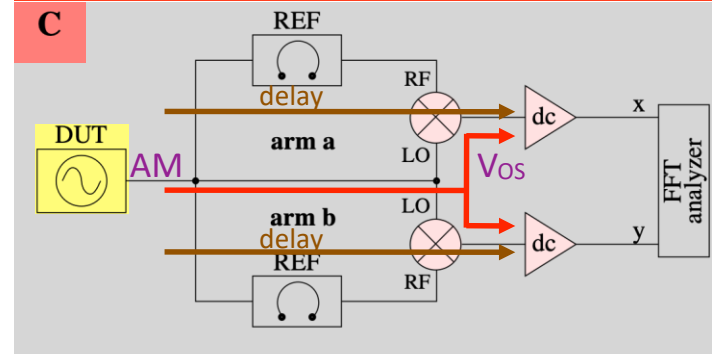 C
REF
RF
delay
dc
x
DUT
arm a
AM
LO
VOS
FFT
analyzer
LO
arm b
delay
dc
y
REF
RF